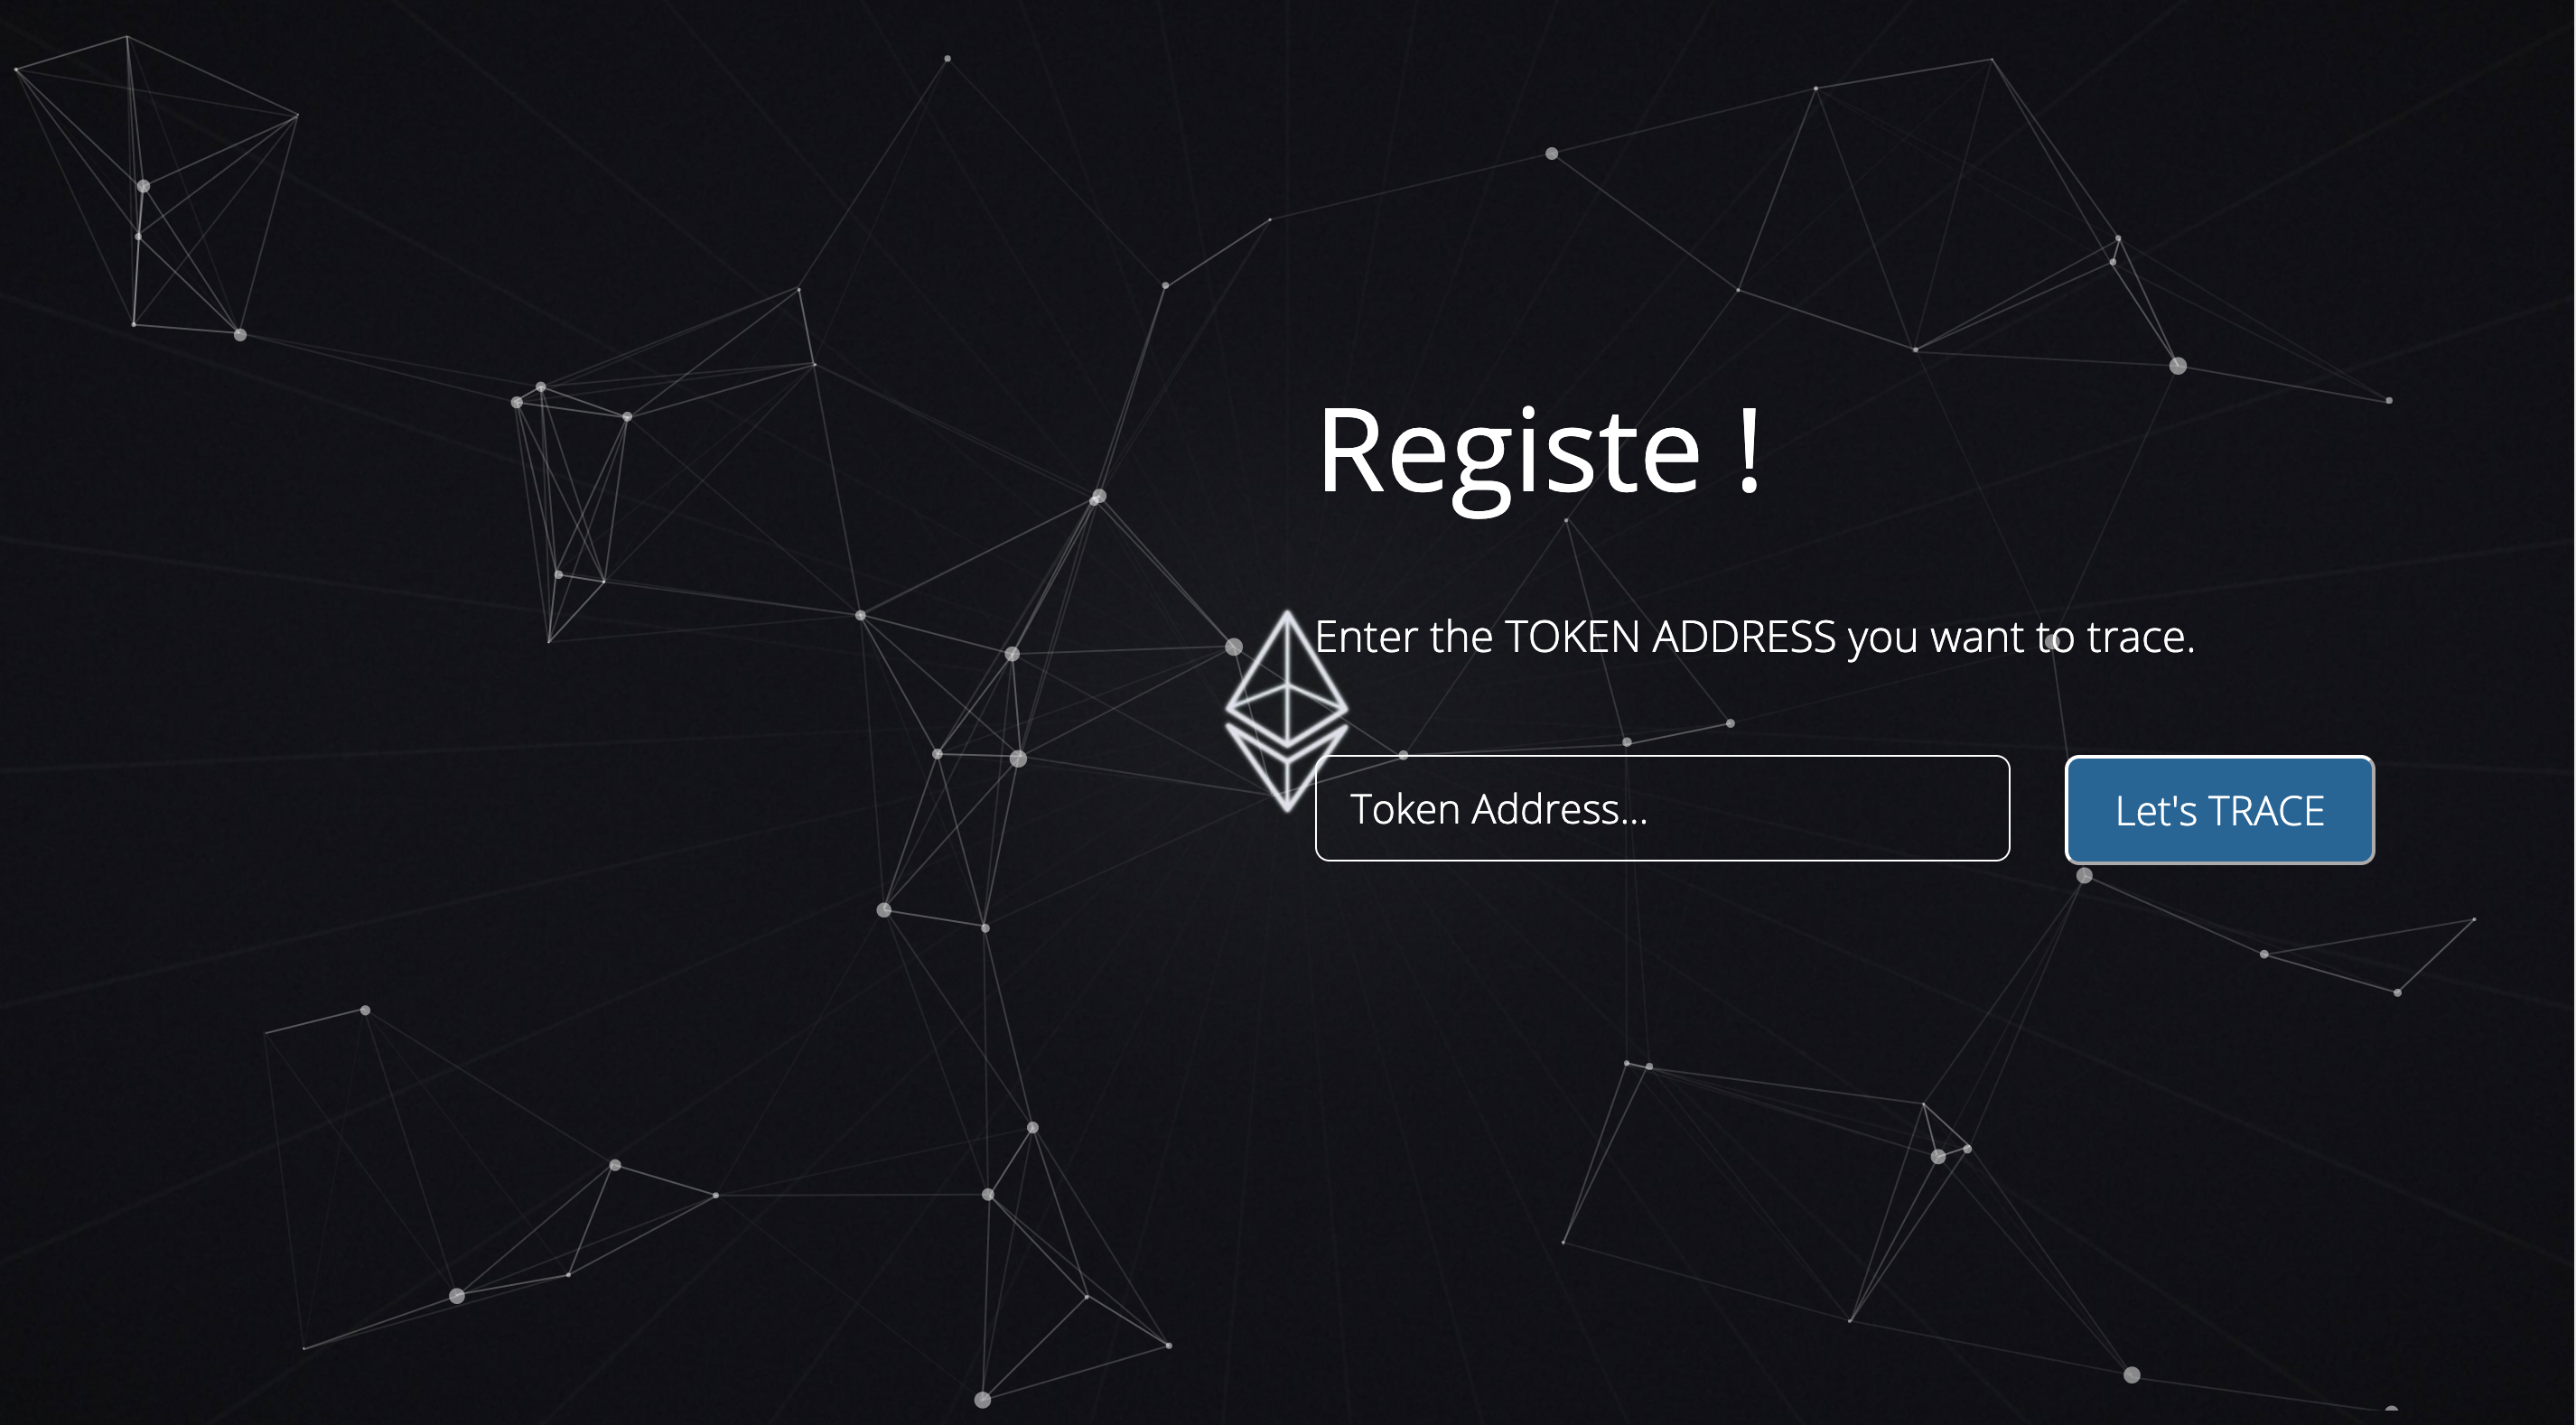 Registe !
Enter the TOKEN ADDRESS you want to trace.
Token Address...
Let's TRACE